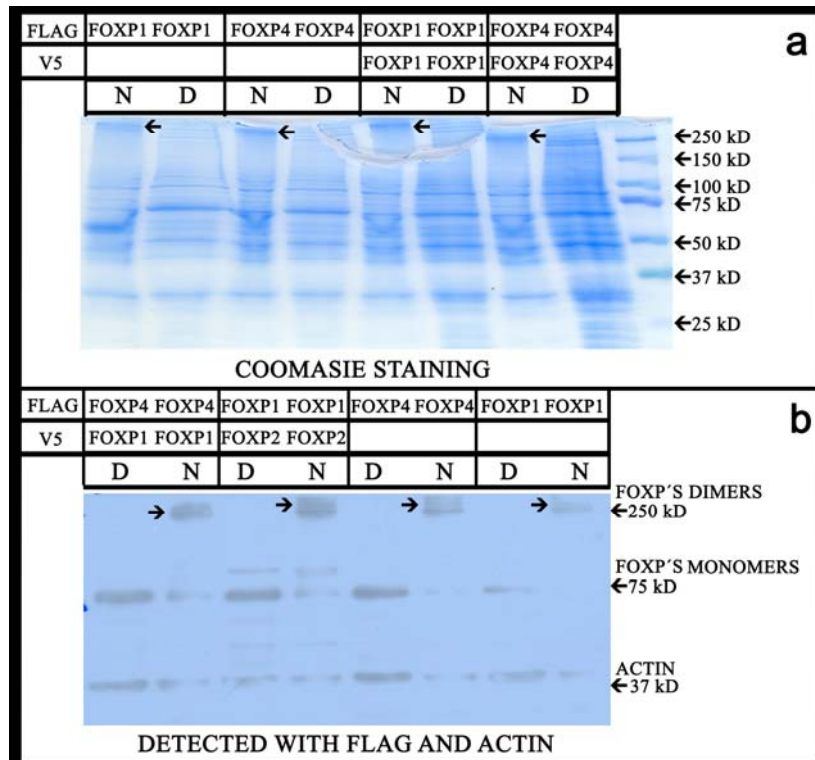 a
FLAG FOXP1 FOXP1 FOXP4 FOXP4 FOXP1 FOXP1 FOXP4 FOXP4
V5 FOXP1 FOXP1 FOXP4 FOXP4
N D N D N D N D
←250 kD
←150 kD
←100 kD
←75 kD
←50 kD
←37 kD
←25 kD
COOMASIE STAINING
b
FLAG FOXP4 FOXP4 FOXP1 FOXP1 FOXP4 FOXP4 FOXP1 FOXP1
V5 FOXP1 FOXP1 FOXP2 FOXP2
D N D N D N D N
FOXP´S DIMERS
←250 kD
FOXP´S MONOMERS
←75 kD
ACTIN
←37 kD
DETECTED WITH FLAG AND ACTIN